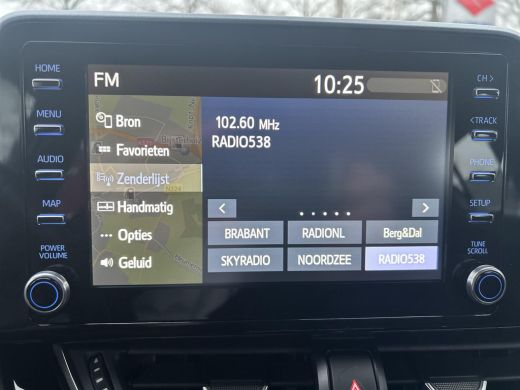 FM
10:25
HOME
MENU
AUDIO
MAP
POWER
VOLUME
Bron
Favorieten
Zenderlijst
Handmatig
Opties
Geluid
N324
102.60 MHz
RADIO538
BRABANT
RADIONL
Berg&Dal
SKYRADIO
NOORDZEE
RADIO538
CH >
< TRACK
PHONE
SETUP
TUNE
SCROLL